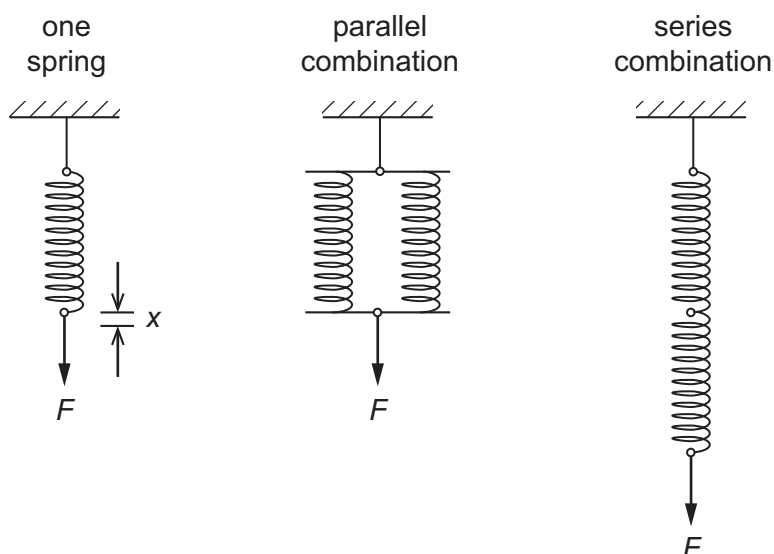 one
spring
parallel
combination
series
combination
x
F
F
F